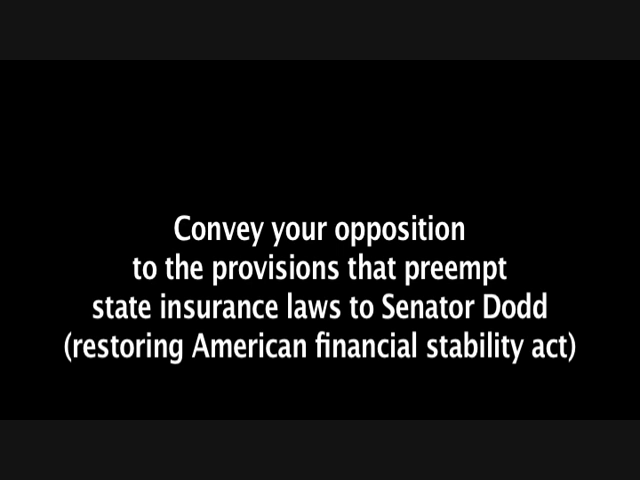 Convey your opposition
to the provisions that preempt
state insurance laws to Senator Dodd
(restoring American financial stability act)